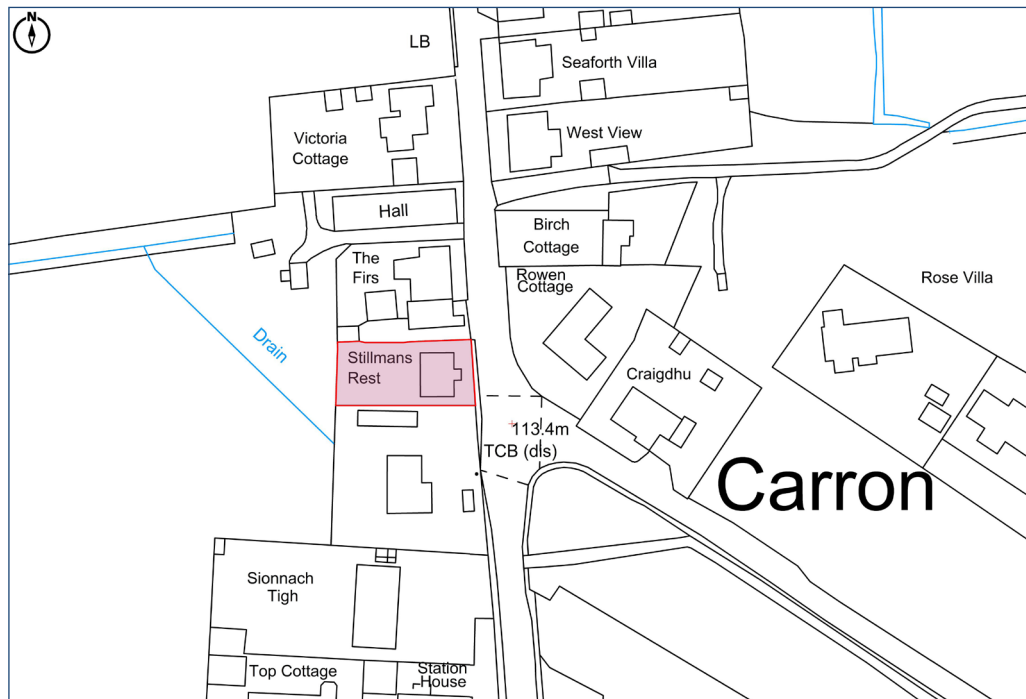 LB
Seaforth Villa
Victoria
Cottage
West View
Hall
Birch
Cottage
The
Firs
Rowen
Cottage
Rose Villa
Drain
Stillmans
Rest
Craigdhu
113.4m
TCB (dis)
Carron
Sionnach
Tigh
Top Cottage
Station
House